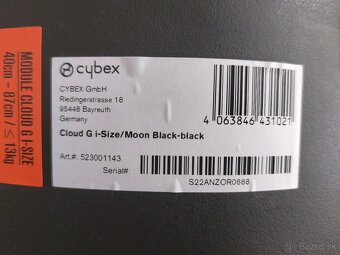 MODULE CLOUD G I-SIZE
40cm - 87cm / ≤ 13kg
cybex
CYBEX GmbH
Riedingerstrasse 18
95448 Bayreuth
Germany
4 063846 431021
Cloud G i-Size/Moon Black-black
Art.#: 523001143
Serial#:
S22ANZOR0668